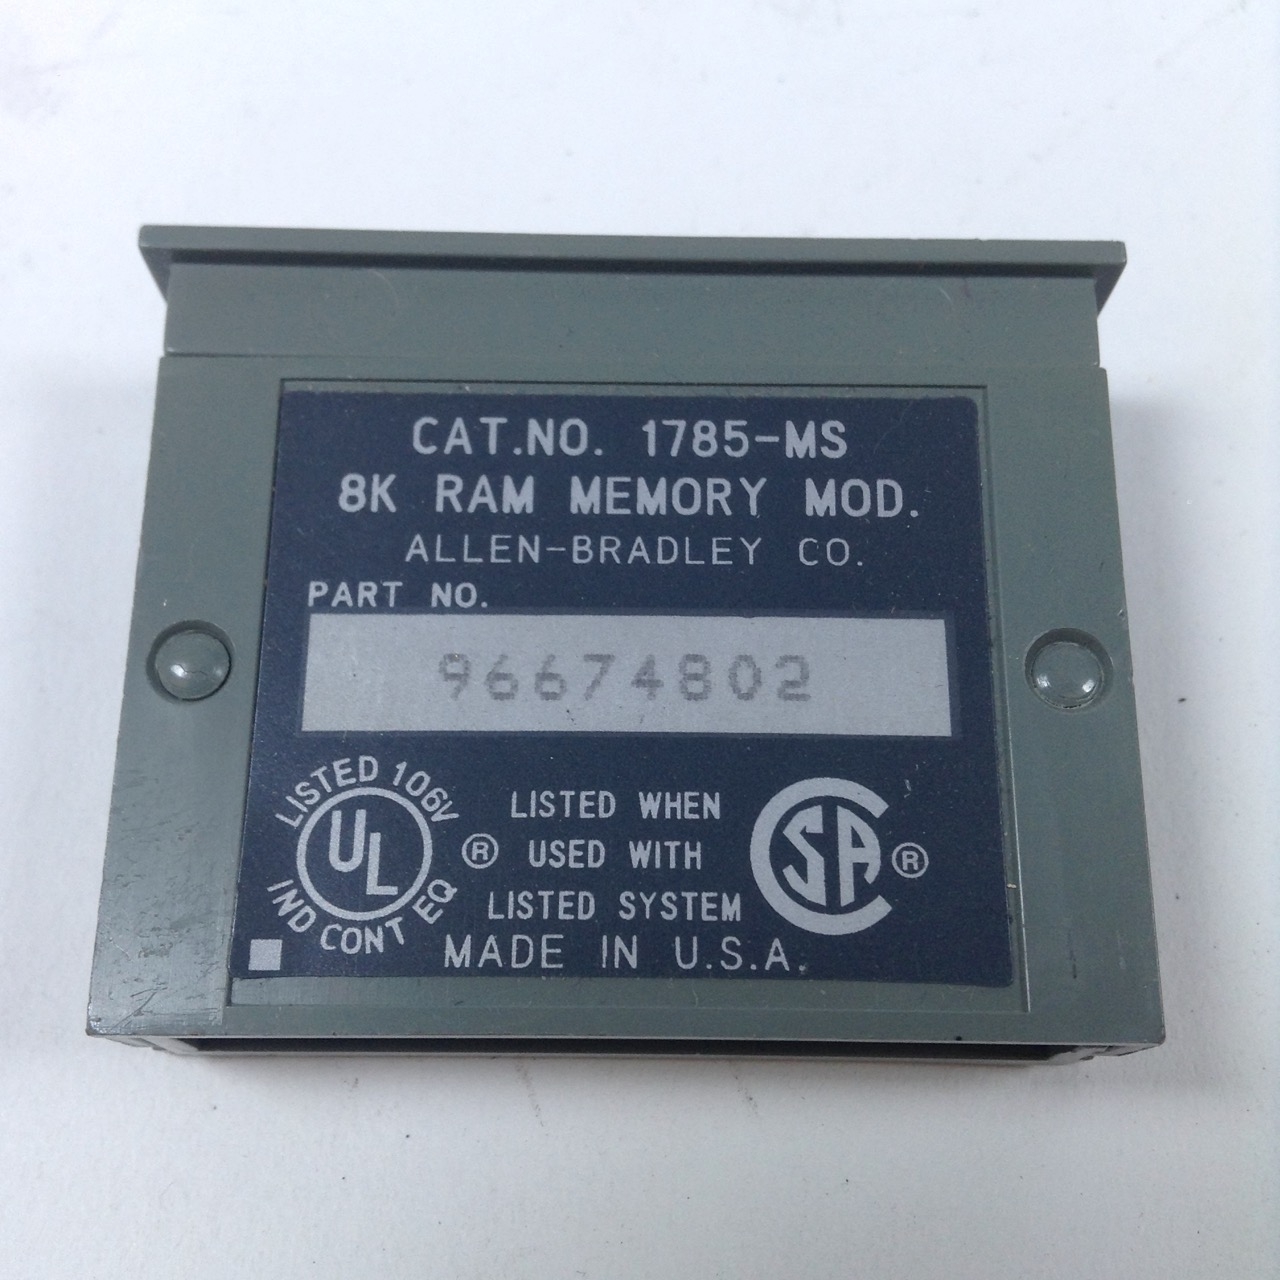 CAT.NO. 1785-MS
8K RAM MEMORY MOD.
ALLEN-BRADLEY CO.
PART NO.
96674802
LISTED 106V
UL
IND CONT EQ
®
LISTED WHEN
USED WITH
LISTED SYSTEM
SA ®
MADE IN U.S.A.